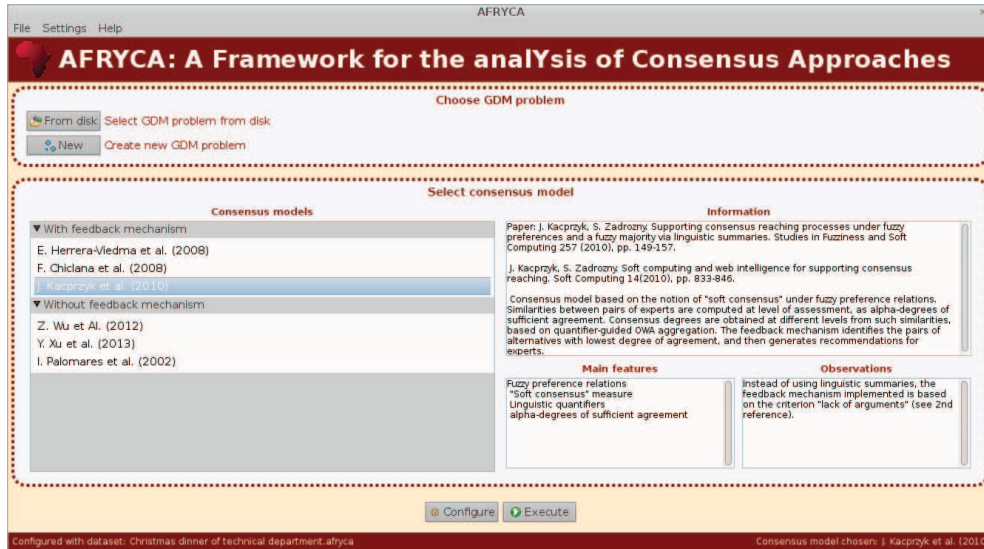 AFRYCA
File Settings Help
AFRYCA: A Framework for the analYsis of Consensus Approaches
Choose GDM problem
From disk Select GDM problem from disk
New Create new GDM problem
Select consensus model
Consensus models
With feedback mechanism
E. Herrera-Viedma et al. (2008)
F. Chiclana et al. (2008)
J. Kacprzyk et al. (2010)
Without feedback mechanism
Z. Wu et Al. (2012)
Y. Xu et al. (2013)
I. Palomares et al. (2002)
Information
Paper: J. Kacprzyk, S. Zadrozny. Supporting consensus reaching processes under fuzzy
preferences and a fuzzy majority via linguistic summaries. Studies in Fuzziness and Soft
Computing 257 (2010), pp. 149-157.
J. Kacprzyk, S. Zadrozny. Soft computing and web intelligence for supporting consensus
reaching. Soft Computing 14(2010), pp. 833-846.
Consensus model based on the notion of "soft consensus" under fuzzy preference relations.
Similarities between pairs of experts are computed at level of assessment, as alpha-degrees of
sufficient agreement. Consensus degrees are obtained at different levels from such similarities,
based on quantifier-guided OWA aggregation. The feedback mechanism identifies the pairs of
alternatives with lowest degree of agreement, and then generates recommendations for
experts.
Main features
Fuzzy preference relations
"Soft consensus" measure
Linguistic quantifiers
alpha-degrees of sufficient agreement
Observations
Instead of using linguistic summaries, the
feedback mechanism implemented is based
on the criterion "lack of arguments" (see 2nd
reference).
Configure Execute
Configured with dataset: Christmas dinner of technical department.afryca
Consensus model chosen: J. Kacprzyk et al. (2010